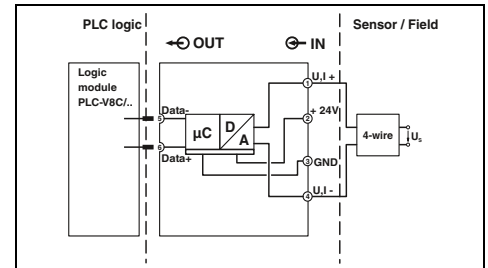 PLC logic
OUT
IN
Sensor / Field
Logic
module
PLC-V8C/..
Data-
5
µC
D
A
6
Data+
1
U,I +
+ 24V
2
3
GND
4
U,I -
4-wire
Us